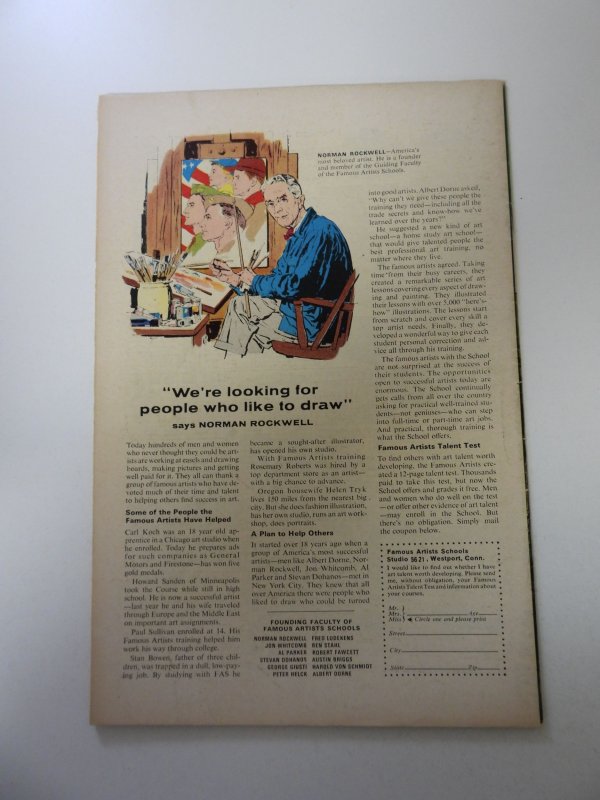 NORMAN ROCKWELL—America's
most beloved artist. He is a founder
and member of the Guiding Faculty
of the Famous Artists Schools.
"We're looking for
people who like to draw"
says NORMAN ROCKWELL
Today hundreds of men and women
who never thought they could be art-
ists are working at easels and drawing
boards, making pictures and getting
well paid for it. They all can thank a
group of famous artists who have de-
voted much of their time and talent
to helping others find success in art.
Some of the People the
Famous Artists Have Helped
Carl Koch was an 18 year old ap-
prentice in a Chicago art studio when
he enrolled. Today he prepares ads
for such companies as General
Motors and Firestone—has won five
gold medals.
Howard Sanden of Minneapolis
took the Course while still in high
school. He is now a successful artist
—last year he and his wife traveled
through Europe and the Middle East
on important art assignments.
Paul Sullivan enrolled at 14. His
Famous Artists training helped him
work his way through college.
Stan Bowen, father of three chil-
dren, was trapped in a dull, low-pay-
ing job. By studying with FAS he
became a sought-after illustrator,
has opened his own studio.
With Famous Artists training
Rosemary Roberts was hired by a
top department store as an artist—
with a big chance to advance.
Oregon housewife Helen Tryk
lives 150 miles from the nearest big
city. But she does fashion illustration,
has her own studio, runs an art work-
shop, does portraits.
A Plan to Help Others
It started over 18 years ago when a
group of America's most successful
artists—men like Albert Dorne, Nor-
man Rockwell, Jon Whitcomb, Al
Parker and Stevan Dohanos—met in
New York City. They knew that all
over America there were people who
liked to draw who could be turned
FOUNDING FACULTY OF
FAMOUS ARTISTS SCHOOLS
NORMAN ROCKWELL FRED LUDEKENS
JON WHITCOMB BEN STAHL
AL PARKER ROBERT FAWCETT
STEVAN DOHANOS AUSTIN BRIGGS
GEORGE GIUSTI HAROLD VON SCHMIDT
PETER HELCK ALBERT DORNE
into good artists. Albert Dorne asked,
"Why can't we give these people the
training they need—including all the
trade secrets and know-how we've
learned over the years?"
He suggested a new kind of art
school—a home study art school—
that would give talented people the
best professional art training, no
matter where they live.
The famous artists agreed. Taking
time from their busy careers, they
created a remarkable series of art
lessons covering every aspect of draw-
ing and painting. They illustrated
their lessons with over 5,000 "here's-
how" illustrations. The lessons start
from scratch and cover every skill a
top artist needs. Finally, they de-
veloped a wonderful way to give each
student personal correction and ad-
vice all through his training.
The famous artists with the School
are not surprised at the success of
their students. The opportunities
open to successful artists today are
enormous. The School continually
gets calls from all over the country
asking for practical well-trained stu-
dents—not geniuses—who can step
into full-time or part-time art jobs.
And practical, thorough training is
what the School offers.
Famous Artists Talent Test
To find others with art talent worth
developing, the Famous Artists cre-
ated a 12-page talent test. Thousands
paid to take this test, but now the
School offers and grades it free. Men
and women who do well on the test
—or offer other evidence of art talent
—may enroll in the School. But
there's no obligation. Simply mail
the coupon below.
Famous Artists Schools
Studio 5621, Westport, Conn.
I would like to find out whether I have
art talent worth developing. Please send
me, without obligation, your Famous
Artists Talent Test and information about
your courses.
Mr.
Mrs. Age
Miss Circle one and please print
Street
City
State Zip